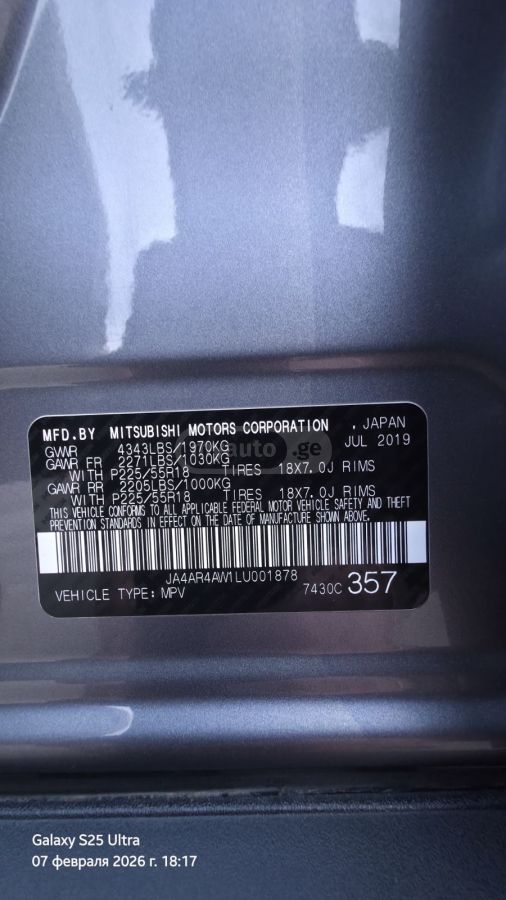 MFD.BY MITSUBISHI MOTORS CORPORATION , JAPAN
GVWR 4343LBS/1970KG JUL 2019
GAWR FR 2271LBS/1030KG
WITH P225/55R18 TIRES 18X7.0J RIMS
GAWR RR 2205LBS/1000KG
WITH P225/55R18 TIRES 18X7.0J RIMS
THIS VEHICLE CONFORMS TO ALL APPLICABLE FEDERAL MOTOR VEHICLE SAFETY AND THEFT
PREVENTION STANDARDS IN EFFECT ON THE DATE OF MANUFACTURE SHOWN ABOVE.
JA4AR4AW1LU001878
VEHICLE TYPE:MPV 7430C 357
auto.ge
Galaxy S25 Ultra
07 февраля 2026 г. 18:17